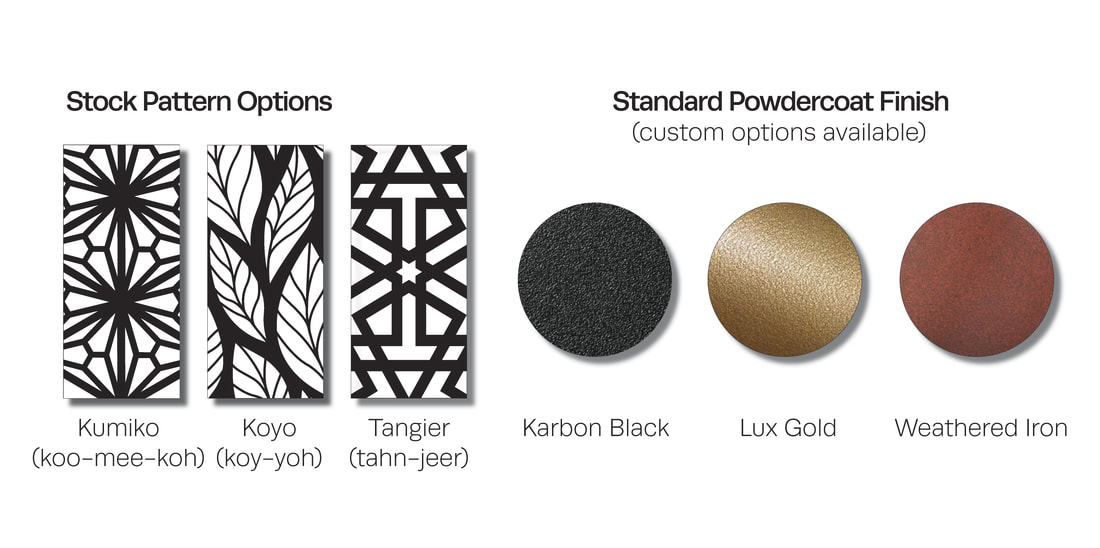 Stock Pattern Options
Kumiko
(koo-mee-koh)
Koyo
(koy-yoh)
Tangier
(tahn-jeer)
Standard Powdercoat Finish
(custom options available)
Karbon Black
Lux Gold
Weathered Iron